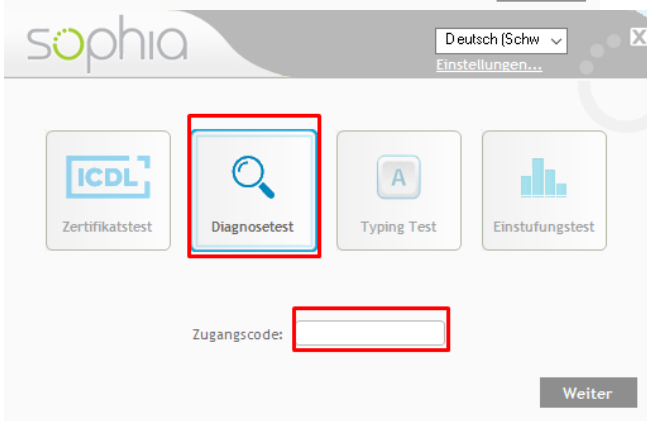 sophia
Deutsch (Schw
X
Einstellungen...
ICDL
A
Zertifikatstest
Diagnosetest
Typing Test
Einstufungstest
Zugangscode:
Weiter